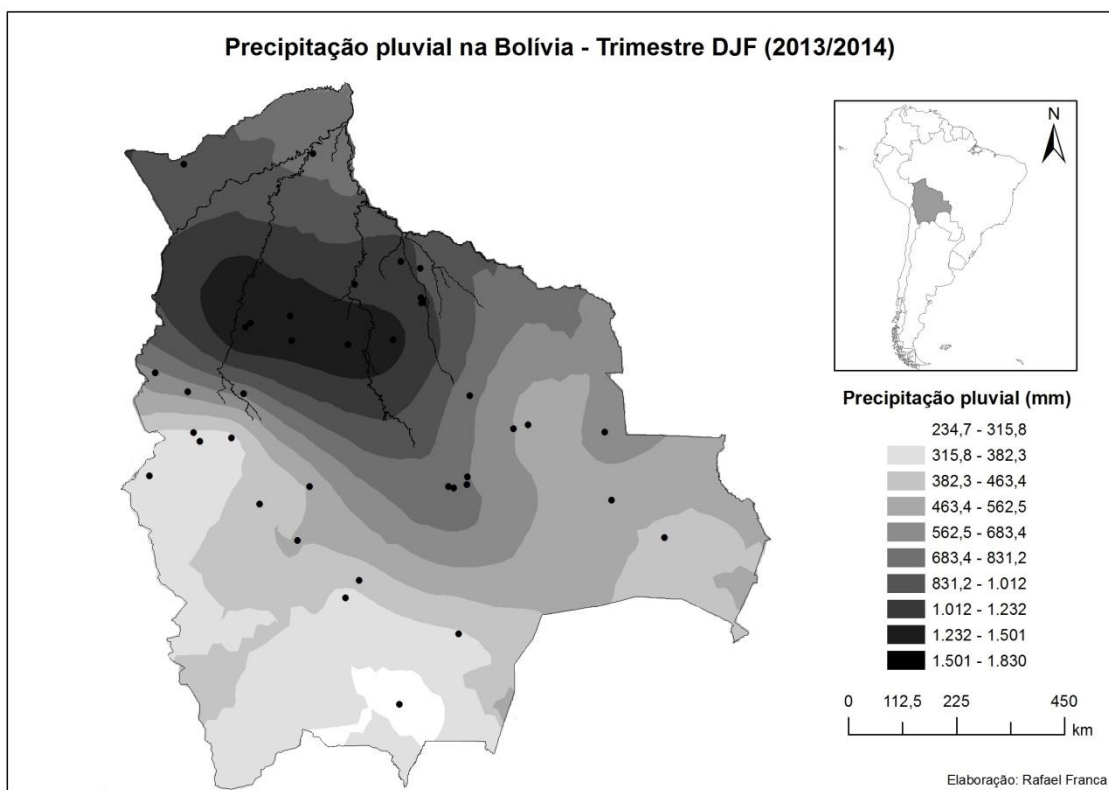 Precipitação pluvial na Bolívia - Trimestre DJF (2013/2014)
N
Precipitação pluvial (mm)
234,7 - 315,8
315,8 - 382,3
382,3 - 463,4
463,4 - 562,5
562,5 - 683,4
683,4 - 831,2
831,2 - 1.012
1.012 - 1.232
1.232 - 1.501
1.501 - 1.830
0 112,5 225 450
km
Elaboração: Rafael Franca